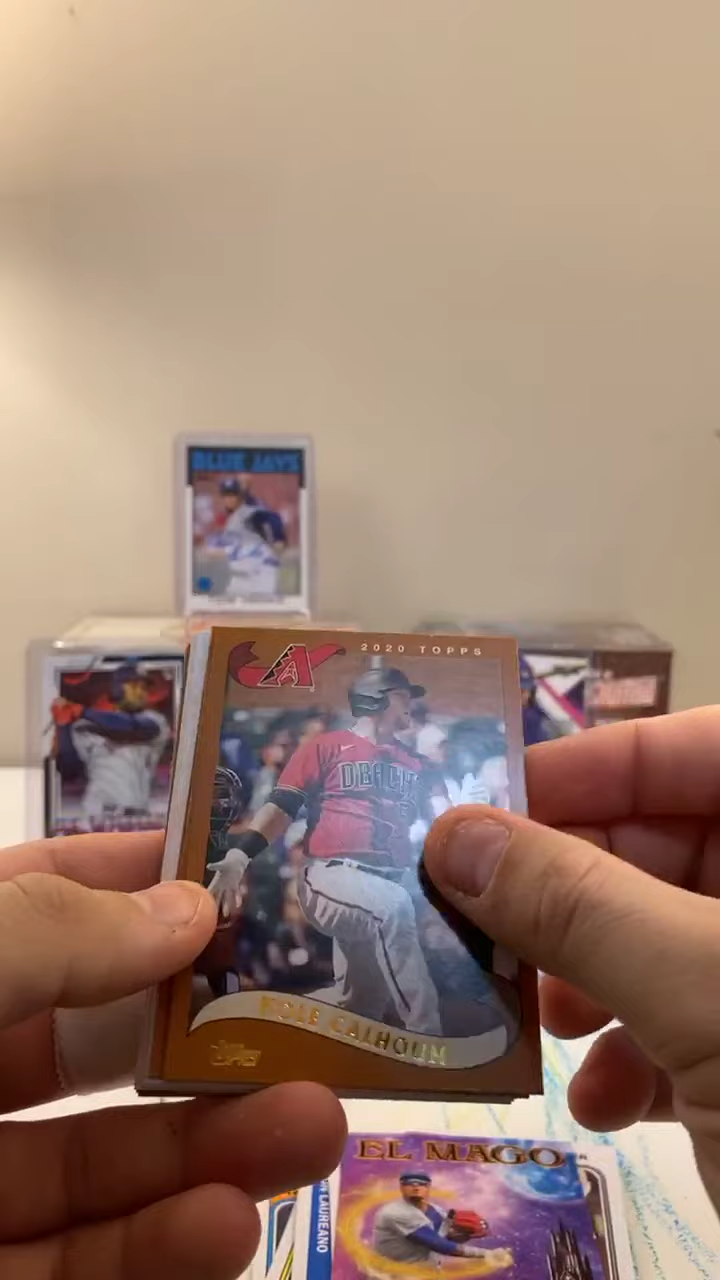 BLUE JAYS
2020 TOPPS
A
DBACKS
KOLE CALHOUN
TOPPS
EL MAGO
LAUREANO